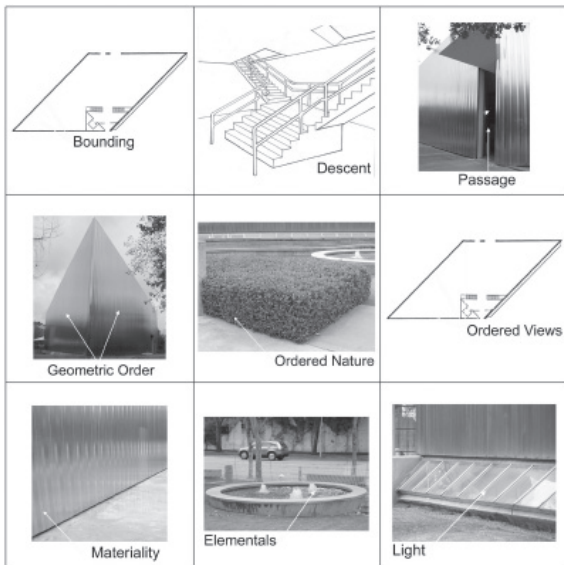 Bounding
Descent
Passage
Geometric Order
Ordered Nature
Ordered Views
Materiality
Elementals
Light